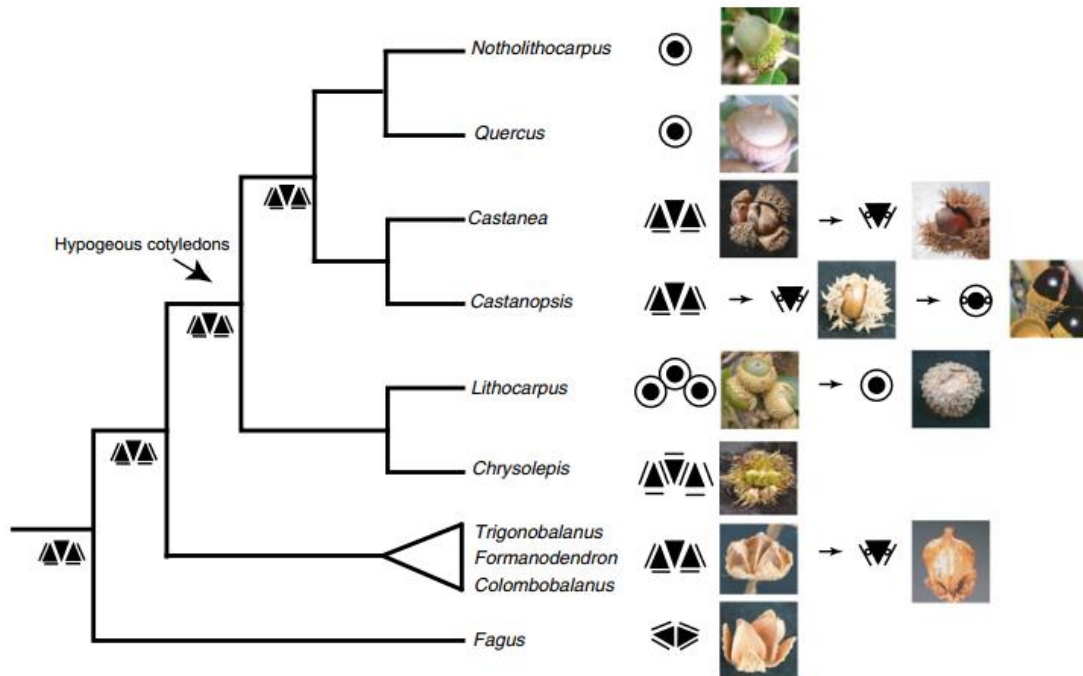 Notholithocarpus
Quercus
Castanea
Hypogeous cotyledons
Castanopsis
Lithocarpus
Chrysolepis
Trigonobalanus
Formanodendron
Colombobalanus
Fagus